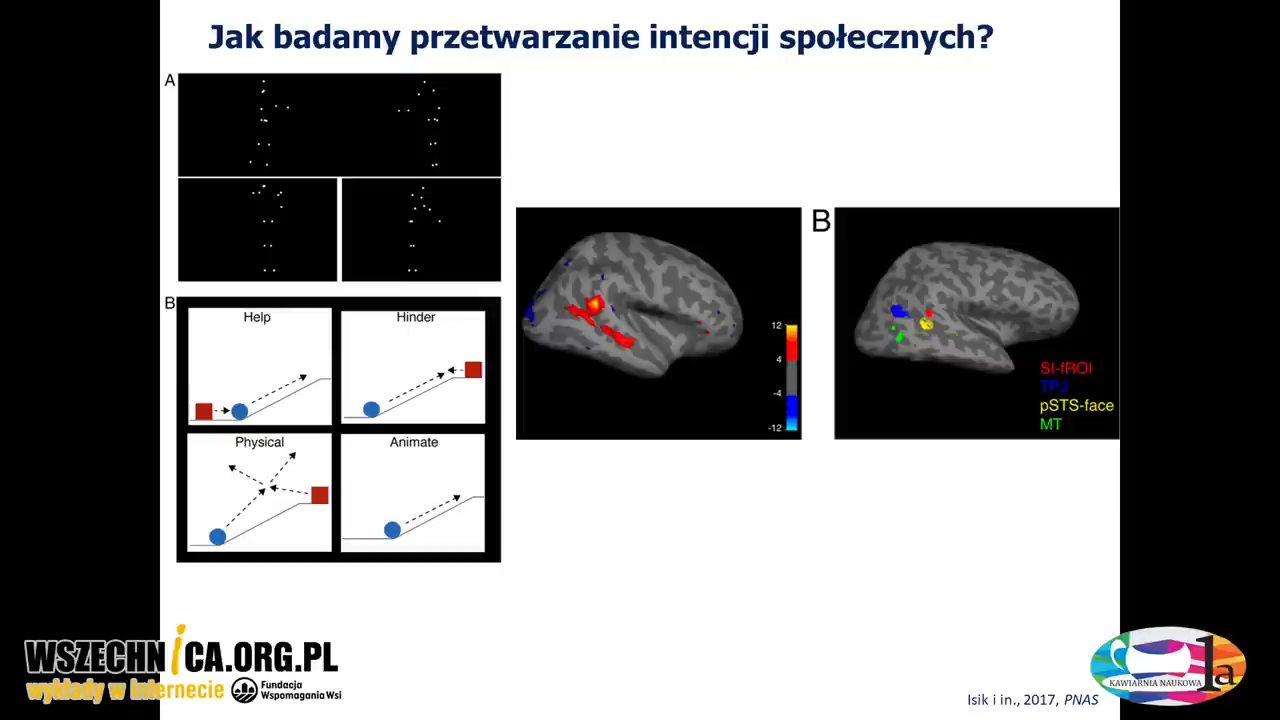 Jak badamy przetwarzanie intencji społecznych?
A
B
Help
Hinder
Physical
Animate
12
4
-4
-12
B
SI-fROI
TPJ
pSTS-face
MT
WSZECHNiCA.ORG.PL
wykłady w Internecie
Fundacja
Wspomagania Wsi
KAWIARNIA NAUKOWA 1a
Isik i in., 2017, PNAS